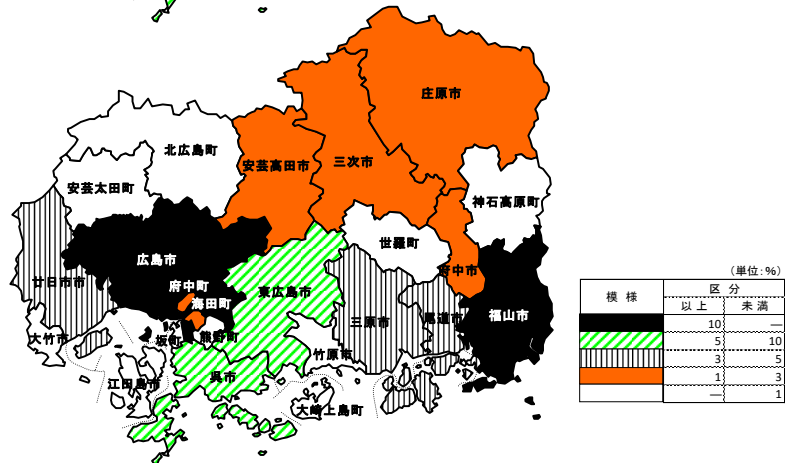 庄原市
北広島町
安芸高田市
三次市
安芸太田町
神石高原町
世羅町
広島市
府中市
廿日市市
府中町
東広島市
海田町
三原市
尾道市
福山市
大竹市
坂町
熊野町
竹原市
江田島市
呉市
大崎上島町
（単位：％）
模 様
区 分
以 上
未 満
10
―
5
10
3
5
1
3
―
1